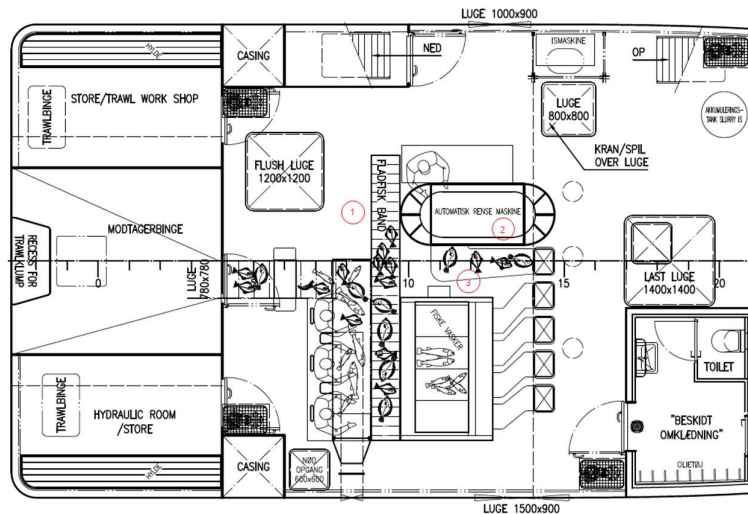 LUGE 1000x900
HYLDE
CASING
NED
ISMASKINE
OP
STORE/TRAWL WORK SHOP
TRAWLBINGE
LUGE
800x800
AKKUMULERINGS-
TANK SLURRY IS
KRAN/SPIL
OVER LUGE
FLUSH LUGE
1200x1200
FLADFISK BAND
1
AUTOMATISK RENSE MASKINE
2
MODTAGERBINGE
RECESS FOR
TRAWLKLUMP
LUGE
780x780
3
0
10
15
20
LAST LUGE
1400x1400
FISKE VASKER
TOILET
TRAWLBINGE
HYDRAULIC ROOM
/STORE
"BESKIDT
OMKLÆDNING"
HYLDE
CASING
NØD
OPGANG
600x600
OLIETØJ
LUGE 1500x900